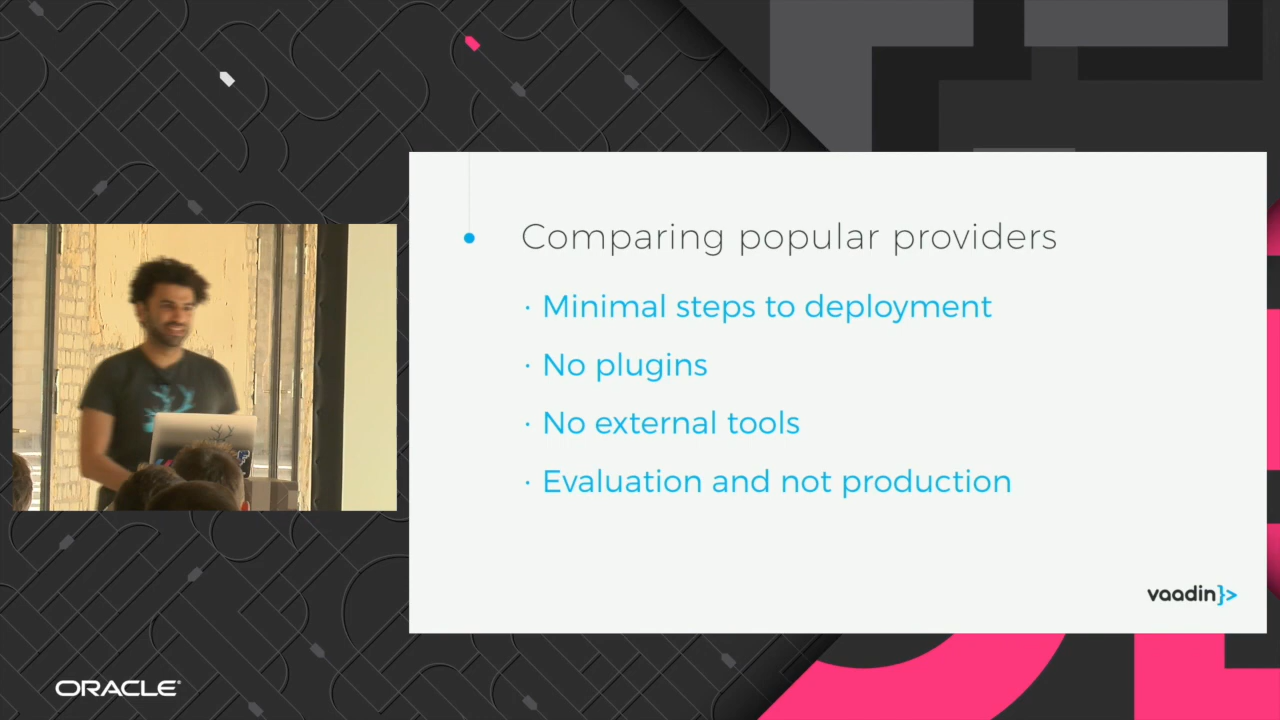 Comparing popular providers
· Minimal steps to deployment
· No plugins
· No external tools
· Evaluation and not production
vaadin}>
ORACLE